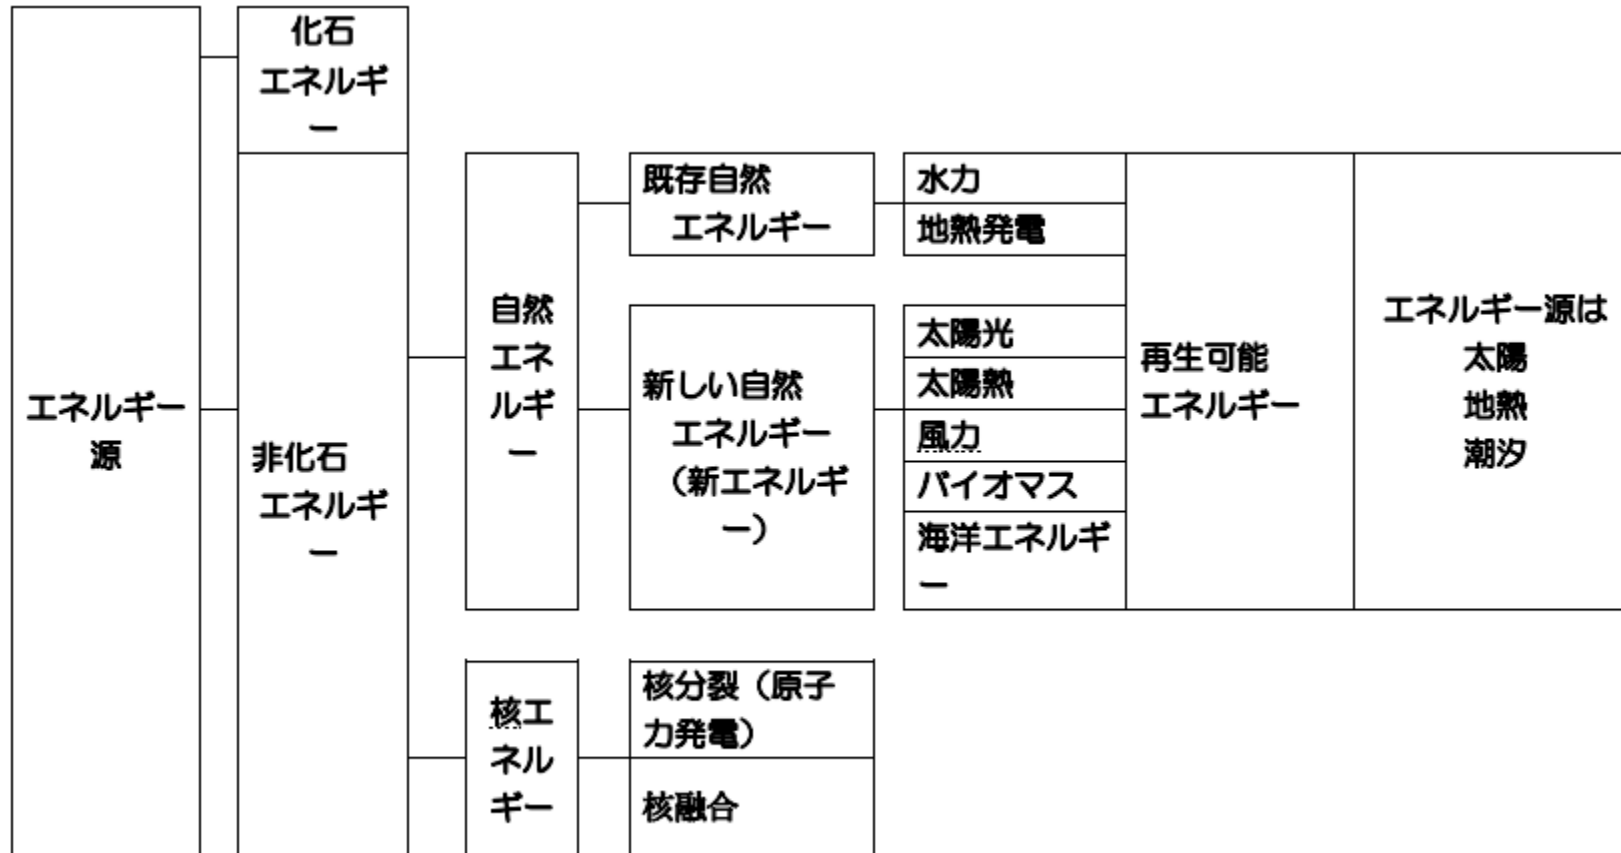 エネルギー
源
化石
エネルギ
ー
非化石
エネルギ
ー
自然
エネ
ルギ
ー
既存自然
エネルギー
水力
地熱発電
新しい自然
エネルギー
（新エネルギ
ー）
太陽光
太陽熱
風力
バイオマス
海洋エネルギ
ー
再生可能
エネルギー
エネルギー源は
太陽
地熱
潮汐
核エ
ネル
ギー
核分裂（原子
力発電）
核融合